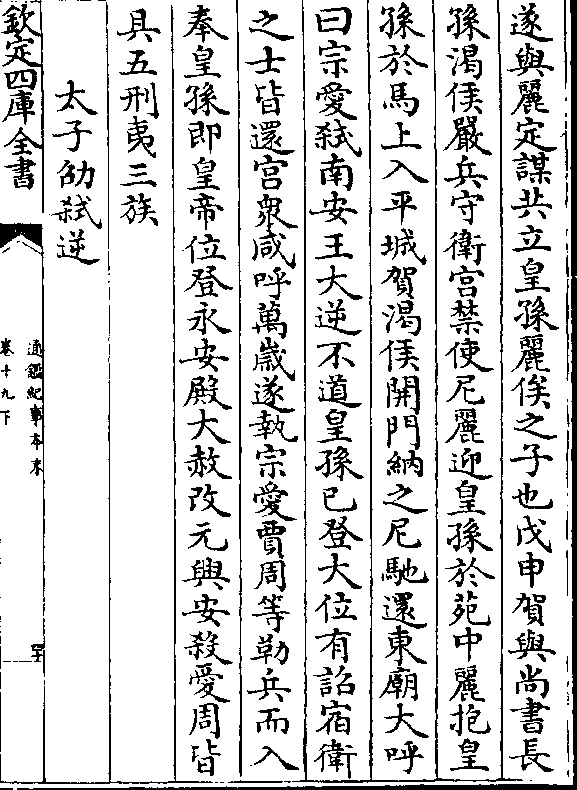 遂與麗定謀共立皇孫麗俟之子也戊申賀與尚書長
孫渴侯嚴兵守衛宫禁使尼麗迎皇孫於苑中麗抱皇
孫於馬上入平城賀渴侯開門納之尼馳還東廟大呼
曰宗愛弑南安王大逆不道皇孫已登大位有詔宿衛
之士皆還宫衆咸呼萬嵗遂執宗愛賈周等勒兵而入
奉皇孫即皇帝位登永安殿大赦改元興安殺愛周皆
具五刑夷三族
太子劭弑逆
欽定四庫全書
通鑑紀事本末
卷十九下